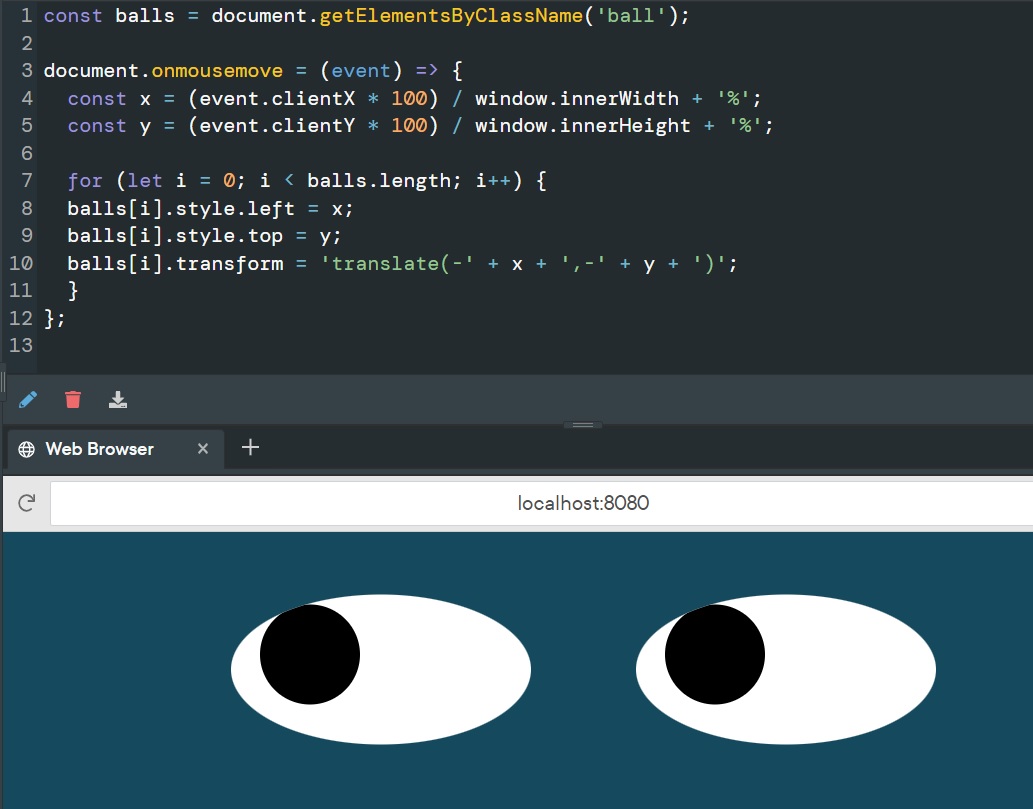 1 const balls = document.getElementsByClassName('ball');
2
3 document.onmousemove = (event) => {
4   const x = (event.clientX * 100) / window.innerWidth + '%';
5   const y = (event.clientY * 100) / window.innerHeight + '%';
6
7   for (let i = 0; i < balls.length; i++) {
8   balls[i].style.left = x;
9   balls[i].style.top = y;
10   balls[i].transform = 'translate(-' + x + ',-' + y + ')';
11   }
12 };
13
Web Browser
localhost:8080